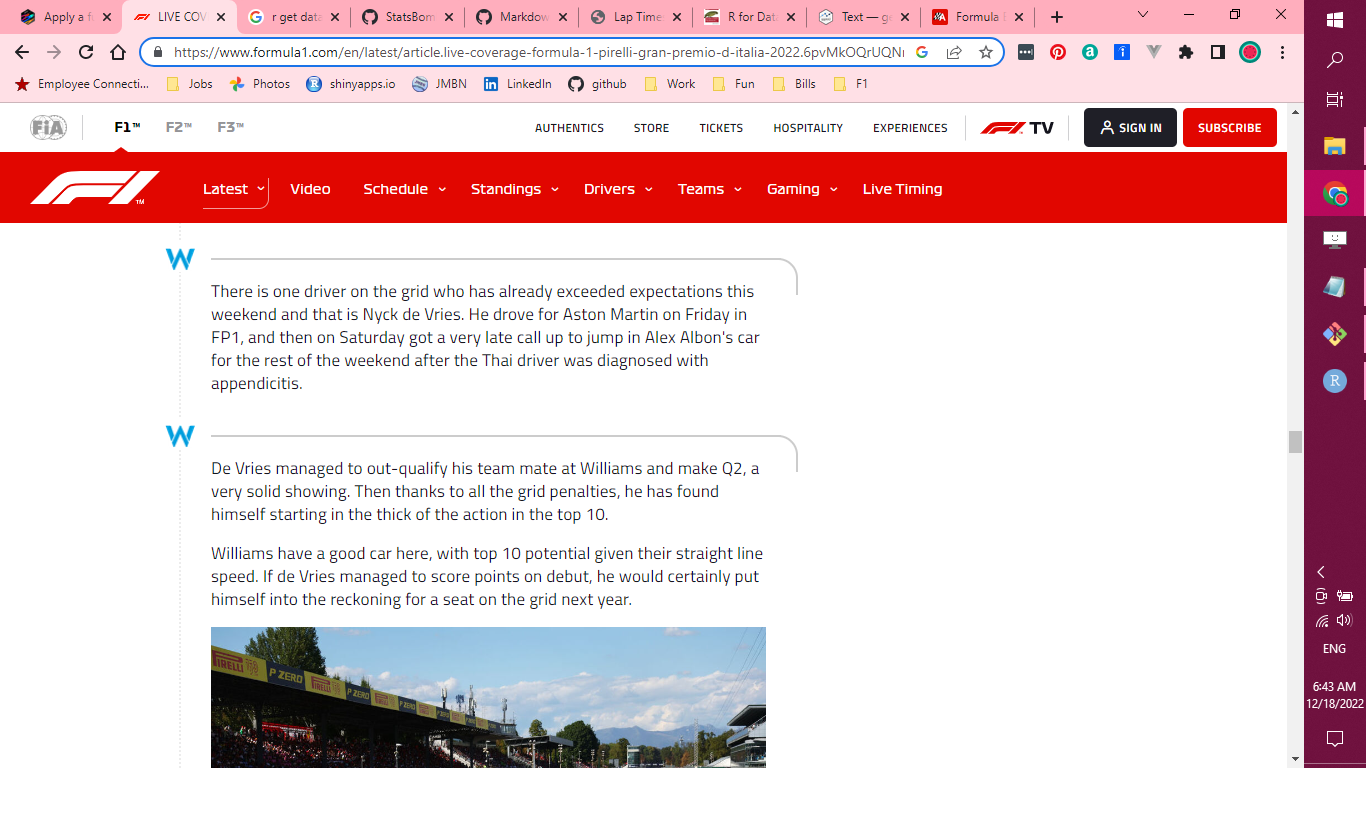 Apply a f
LIVE COV
r get data
StatsBom
Markdow
Lap Time
R for Dat
Text — g
Formula
https://www.formula1.com/en/latest/article.live-coverage-formula-1-pirelli-gran-premio-d-italia-2022.6pvMkOQrUQN
Employee Connecti...
Jobs
Photos
shinyapps.io
JMBN
LinkedIn
github
Work
Fun
Bills
F1
FiA
F1™
F2™
F3™
AUTHENTICS
STORE
TICKETS
HOSPITALITY
EXPERIENCES
F1 TV
SIGN IN
SUBSCRIBE
Latest
Video
Schedule
Standings
Drivers
Teams
Gaming
Live Timing
There is one driver on the grid who has already exceeded expectations this
weekend and that is Nyck de Vries. He drove for Aston Martin on Friday in
FP1, and then on Saturday got a very late call up to jump in Alex Albon's car
for the rest of the weekend after the Thai driver was diagnosed with
appendicitis.
De Vries managed to out-qualify his team mate at Williams and make Q2, a
very solid showing. Then thanks to all the grid penalties, he has found
himself starting in the thick of the action in the top 10.
Williams have a good car here, with top 10 potential given their straight line
speed. If de Vries managed to score points on debut, he would certainly put
himself into the reckoning for a seat on the grid next year.
PIRELLI
P ZERO
PIRELLI
P ZERO
PIRELLI
ENG
6:43 AM
12/18/2022